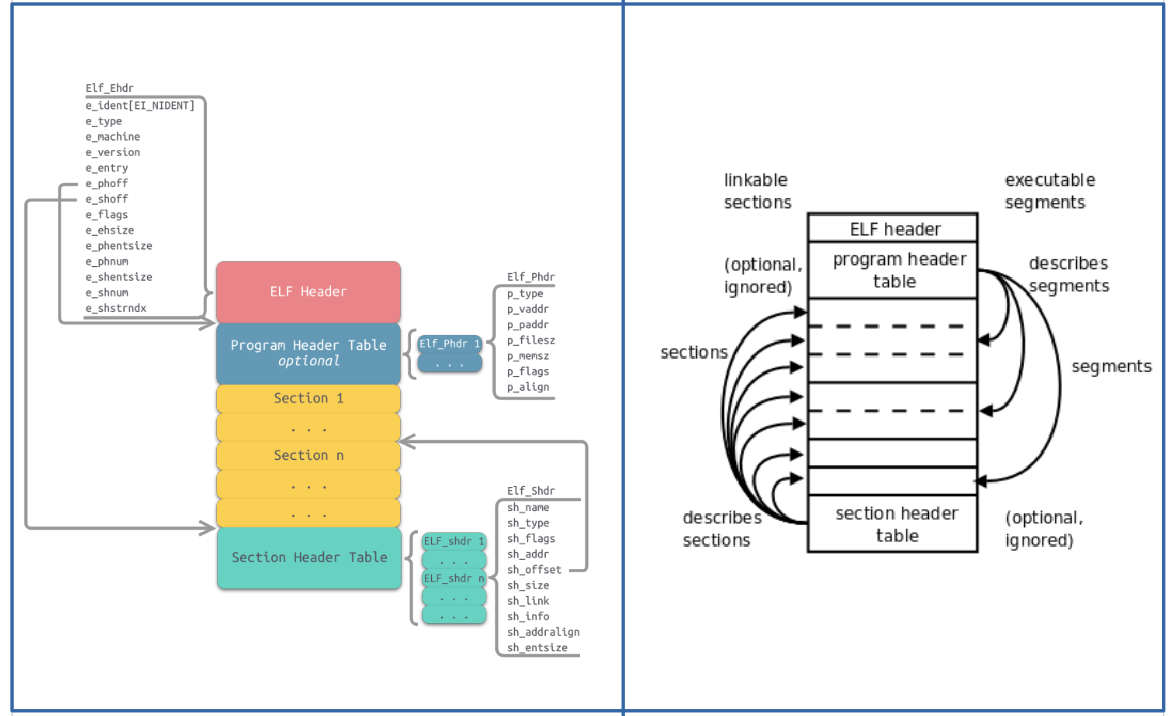 Elf_Ehdr
e_ident[EI_NIDENT]
e_type
e_machine
e_version
e_entry
e_phoff
e_shoff
e_flags
e_ehsize
e_phentsize
e_phnum
e_shentsize
e_shnum
e_shstrndx
ELF Header
Program Header Table
optional
Section 1
. . .
Section n
. . .
. . .
Section Header Table
Elf_Phdr 1
. . .
Elf_Phdr
p_type
p_vaddr
p_paddr
p_filesz
p_memsz
p_flags
p_align
ELF_shdr 1
. . .
ELF_shdr n
. . .
. . .
Elf_Shdr
sh_name
sh_type
sh_flags
sh_addr
sh_offset
sh_size
sh_link
sh_info
sh_addralign
sh_entsize
linkable
sections
executable
segments
ELF header
(optional,
ignored)
program header
table
describes
segments
sections
segments
describes
sections
section header
table
(optional,
ignored)